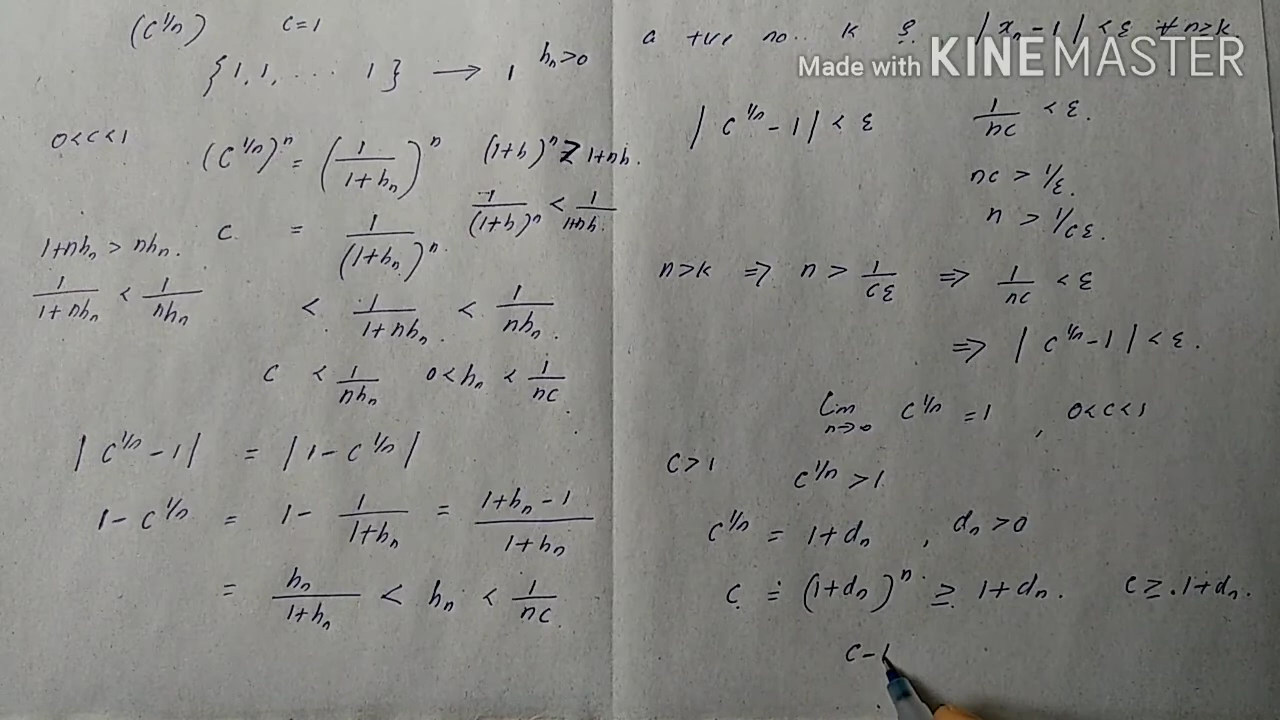 (c^{1/n})    c=1
{1,1, ... 1} → 1    h_n>0
0<c<1    (c^{1/n})^n = (1/(1+h_n))^n    (1+h)^n ≥ 1+nh.
1/(1+h)^n < 1/(1+nh).
1+nh_n > nh_n.    c = 1/(1+h_n)^n.
1/(1+nh_n) < 1/(nh_n)    < 1/(1+nh_n). < 1/(nh_n).
c < 1/(nh_n)    0<h_n < 1/(nc).
|c^{1/n}-1| = |1-c^{1/n}|
1-c^{1/n} = 1- 1/(1+h_n) = (1+h_n-1)/(1+h_n)
= h_n/(1+h_n) < h_n < 1/(nc)
a +ve no.. k |x_n-1|<ε ∀ n≥k.
Made with KINEMASTER
|c^{1/n}-1| < ε    1/(nc) < ε.
nc > 1/ε.
n > 1/cε.
n>k ⇒ n > 1/(cε) ⇒ 1/(nc) < ε
⇒ |c^{1/n}-1| < ε.
Lim n→0 c^{1/n} = 1 , 0<c<1
c>1    c^{1/n} > 1
c^{1/n} = 1+d_n , d_n>0
c = (1+d_n)^n ≥ 1+d_n.    c≥.1+d_n.
c-1